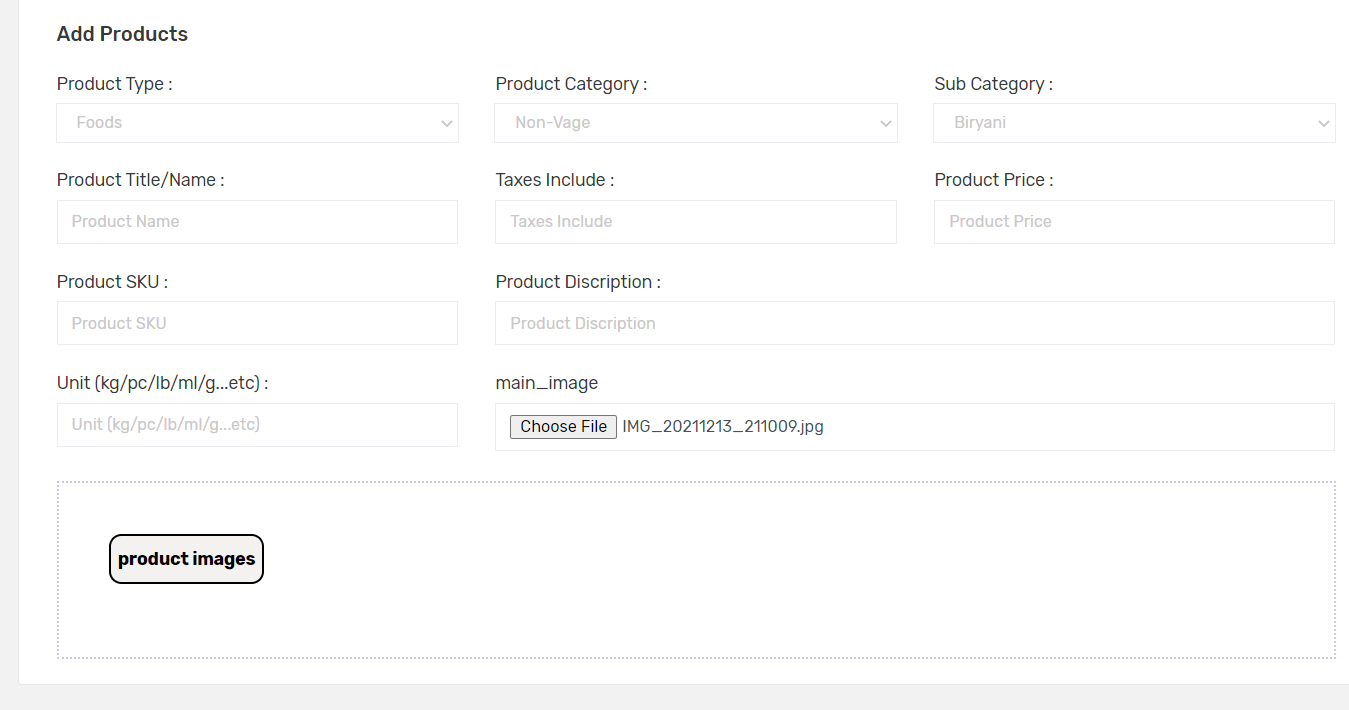 Add Products
Product Type : Product Category : Sub Category :
Foods Non-Vage Biryani
Product Title/Name : Taxes Include : Product Price :
Product Name Taxes Include Product Price
Product SKU : Product Discription :
Product SKU Product Discription
Unit (kg/pc/lb/ml/g...etc) : main_image
Unit (kg/pc/lb/ml/g...etc) Choose File IMG_20211213_211009.jpg
product images